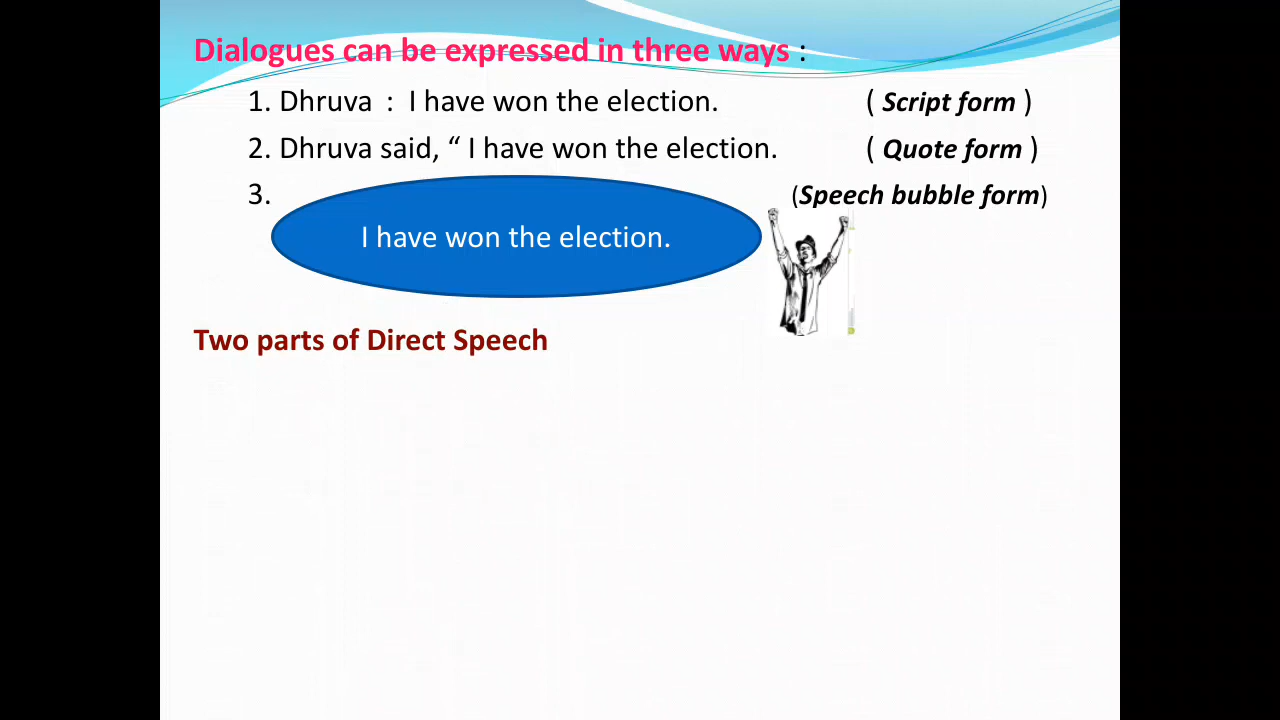 Dialogues can be expressed in three ways :
1. Dhruva : I have won the election. ( Script form )
2. Dhruva said, “ I have won the election. ( Quote form )
3. (Speech bubble form)
I have won the election.
Two parts of Direct Speech